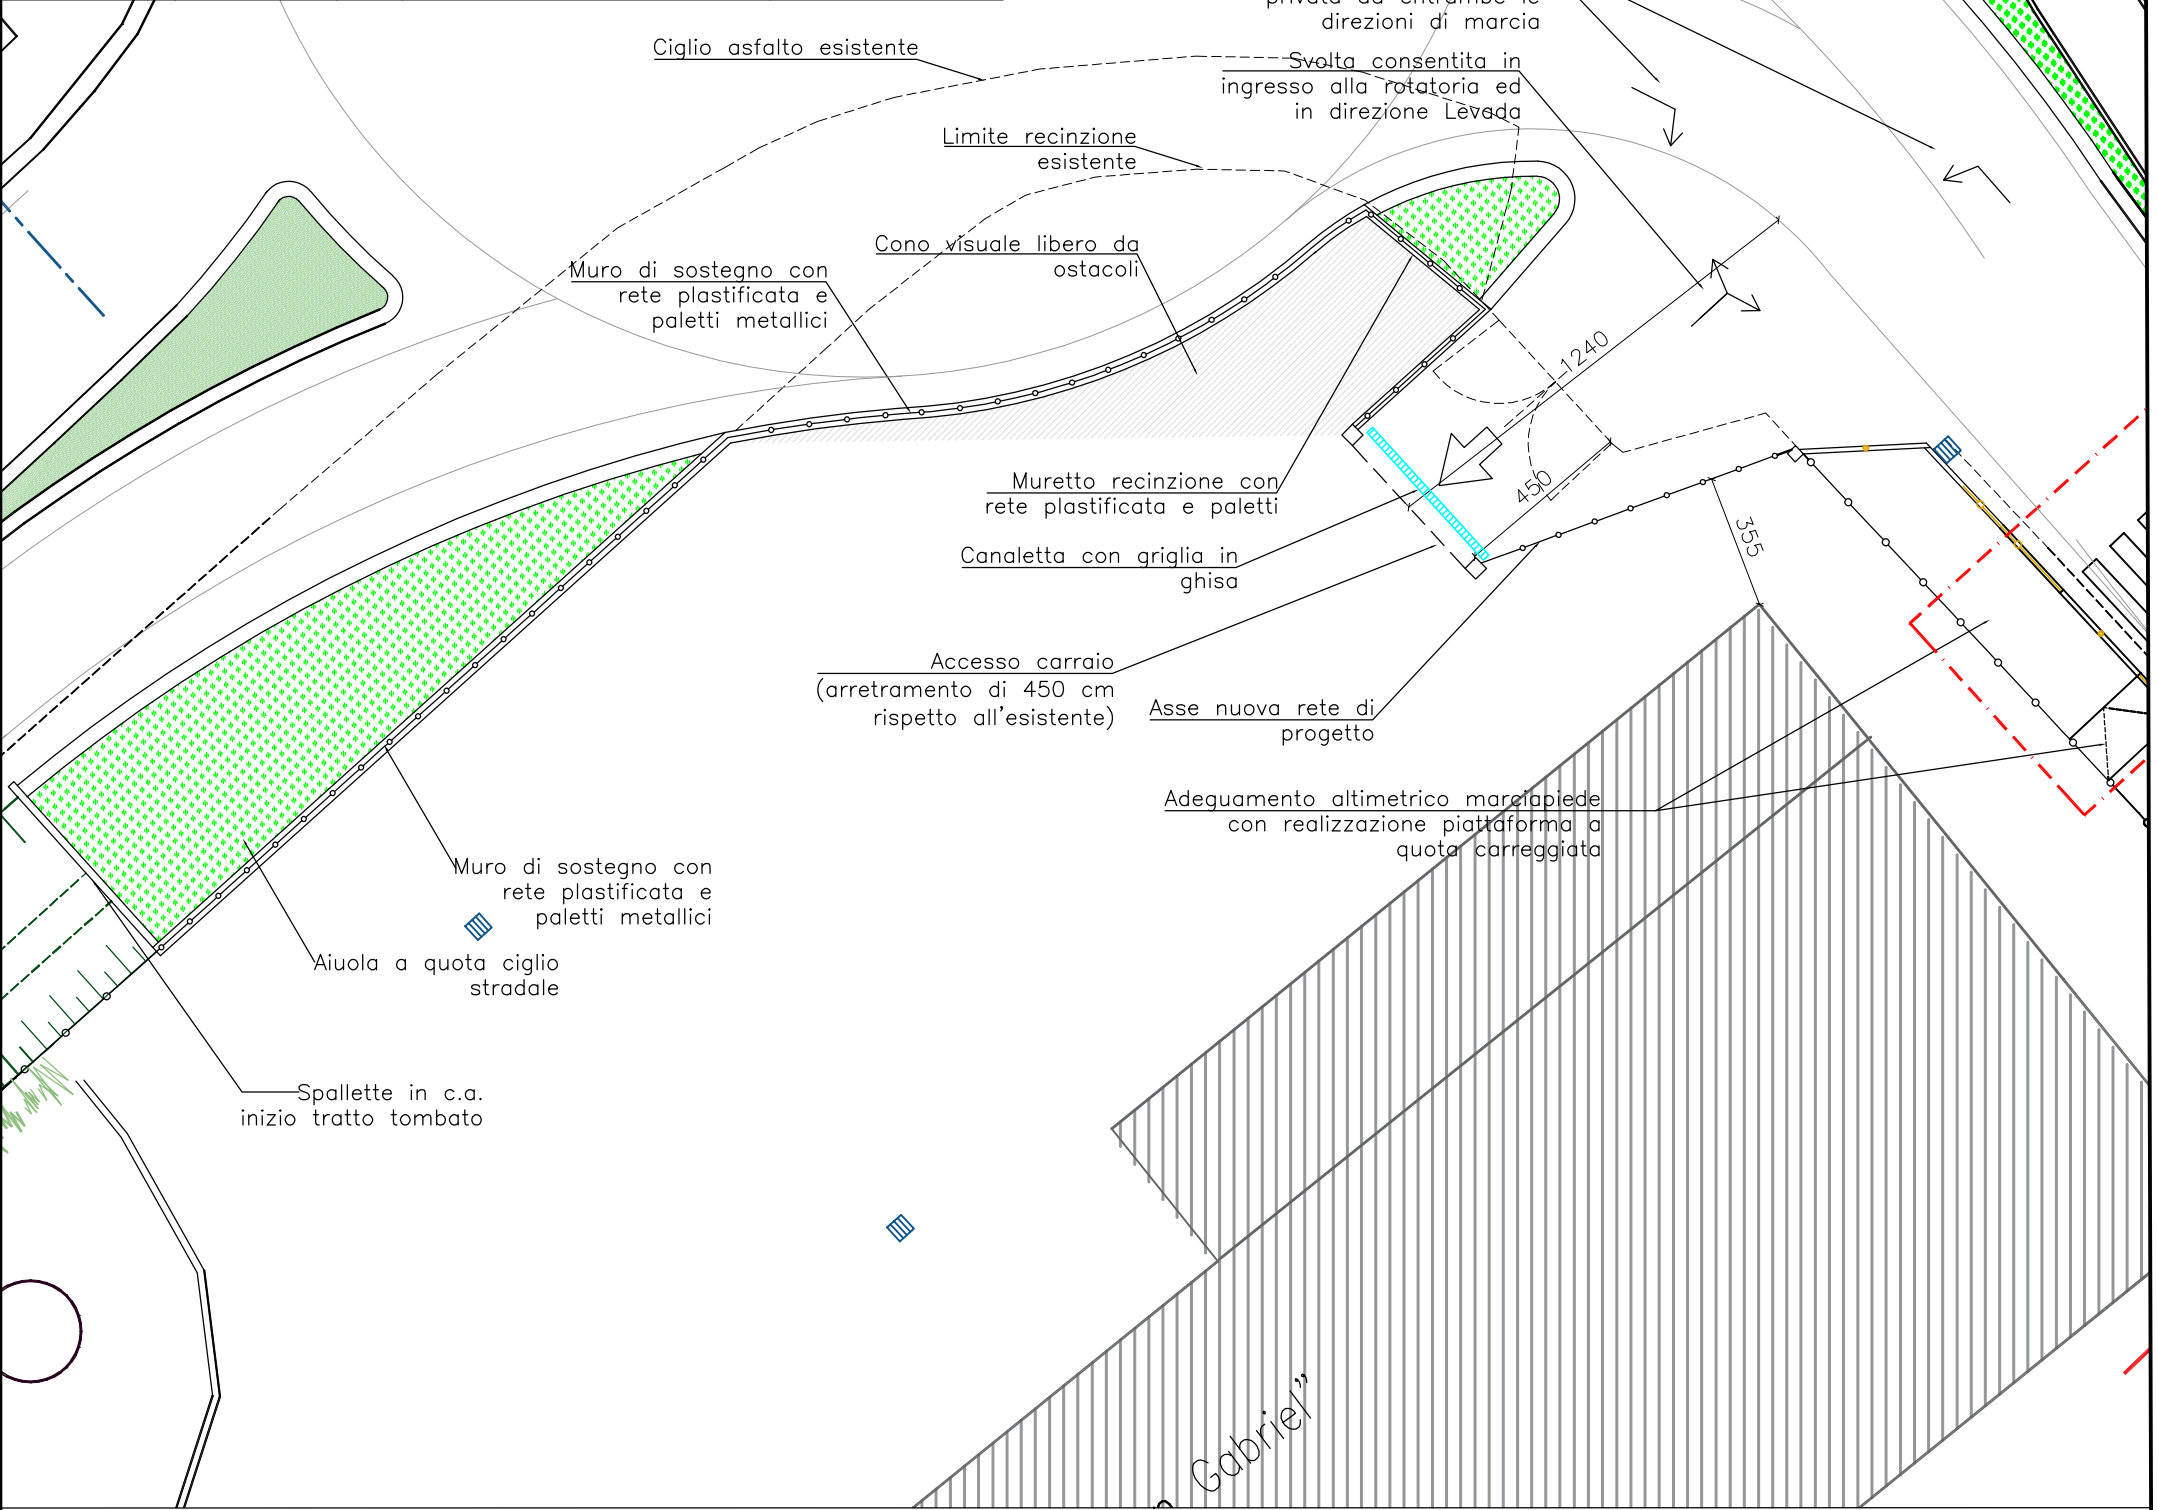 privata da entrambe le
direzioni di marcia
Ciglio asfalto esistente
Svolta consentita in
ingresso alla rotatoria ed
in direzione Levada
Limite recinzione
esistente
Cono visuale libero da
ostacoli
Muro di sostegno con
rete plastificata e
paletti metallici
1240
Muretto recinzione con
rete plastificata e paletti
450
355
Canaletta con griglia in
ghisa
Accesso carraio
(arretramento di 450 cm
rispetto all'esistente)
Asse nuova rete di
progetto
Adeguamento altimetrico marciapiede
con realizzazione piattaforma a
quota carreggiata
Muro di sostegno con
rete plastificata e
paletti metallici
Aiuola a quota ciglio
stradale
Spallette in c.a.
inizio tratto tombato
Gabriel"